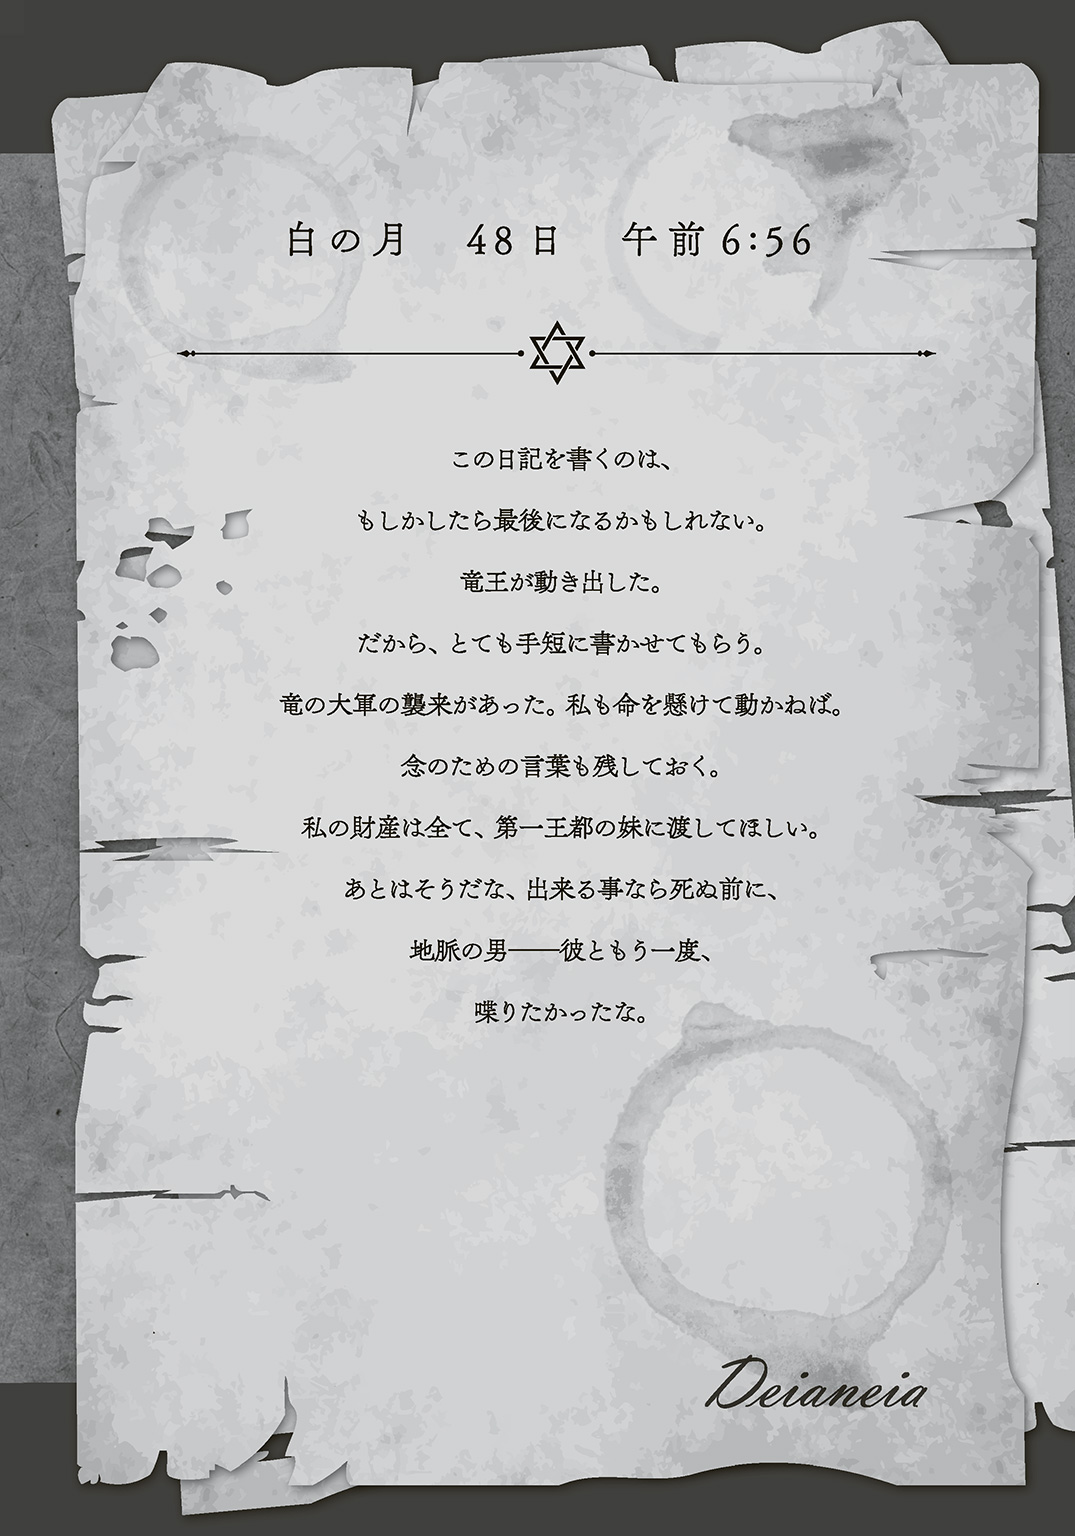 白の月　48日　午前6:56
この日記を書くのは、
もしかしたら最後になるかもしれない。
竜王が動き出した。
だから、とても手短に書かせてもらう。
竜の大軍の襲来があった。私も命を懸けて動かねば。
念のための言葉も残しておく。
私の財産は全て、第一王都の妹に渡してほしい。
あとはそうだな、出来る事なら死ぬ前に、
地脈の男――彼ともう一度、
喋りたかったな。
Deianeia